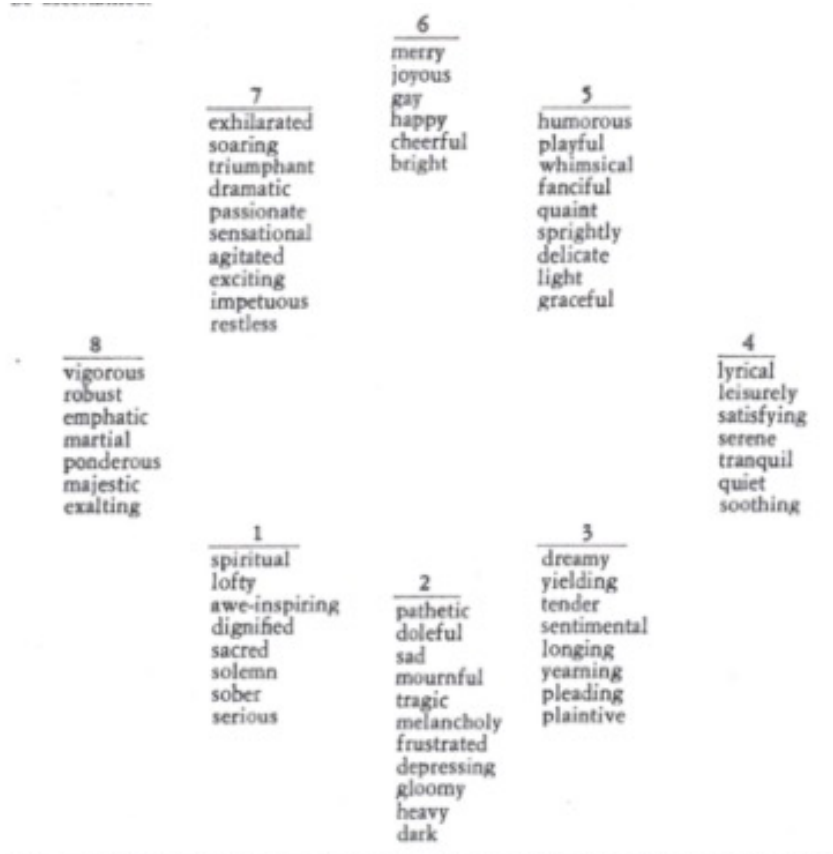 6
merry
joyous
gay
happy
cheerful
bright
7
exhilarated
soaring
triumphant
dramatic
passionate
sensational
agitated
exciting
impetuous
restless
5
humorous
playful
whimsical
fanciful
quaint
sprightly
delicate
light
graceful
8
vigorous
robust
emphatic
martial
ponderous
majestic
exalting
4
lyrical
leisurely
satisfying
serene
tranquil
quiet
soothing
1
spiritual
lofty
awe-inspiring
dignified
sacred
solemn
sober
serious
2
pathetic
doleful
sad
mournful
tragic
melancholy
frustrated
depressing
gloomy
heavy
dark
3
dreamy
yielding
tender
sentimental
longing
yearning
pleading
plaintive